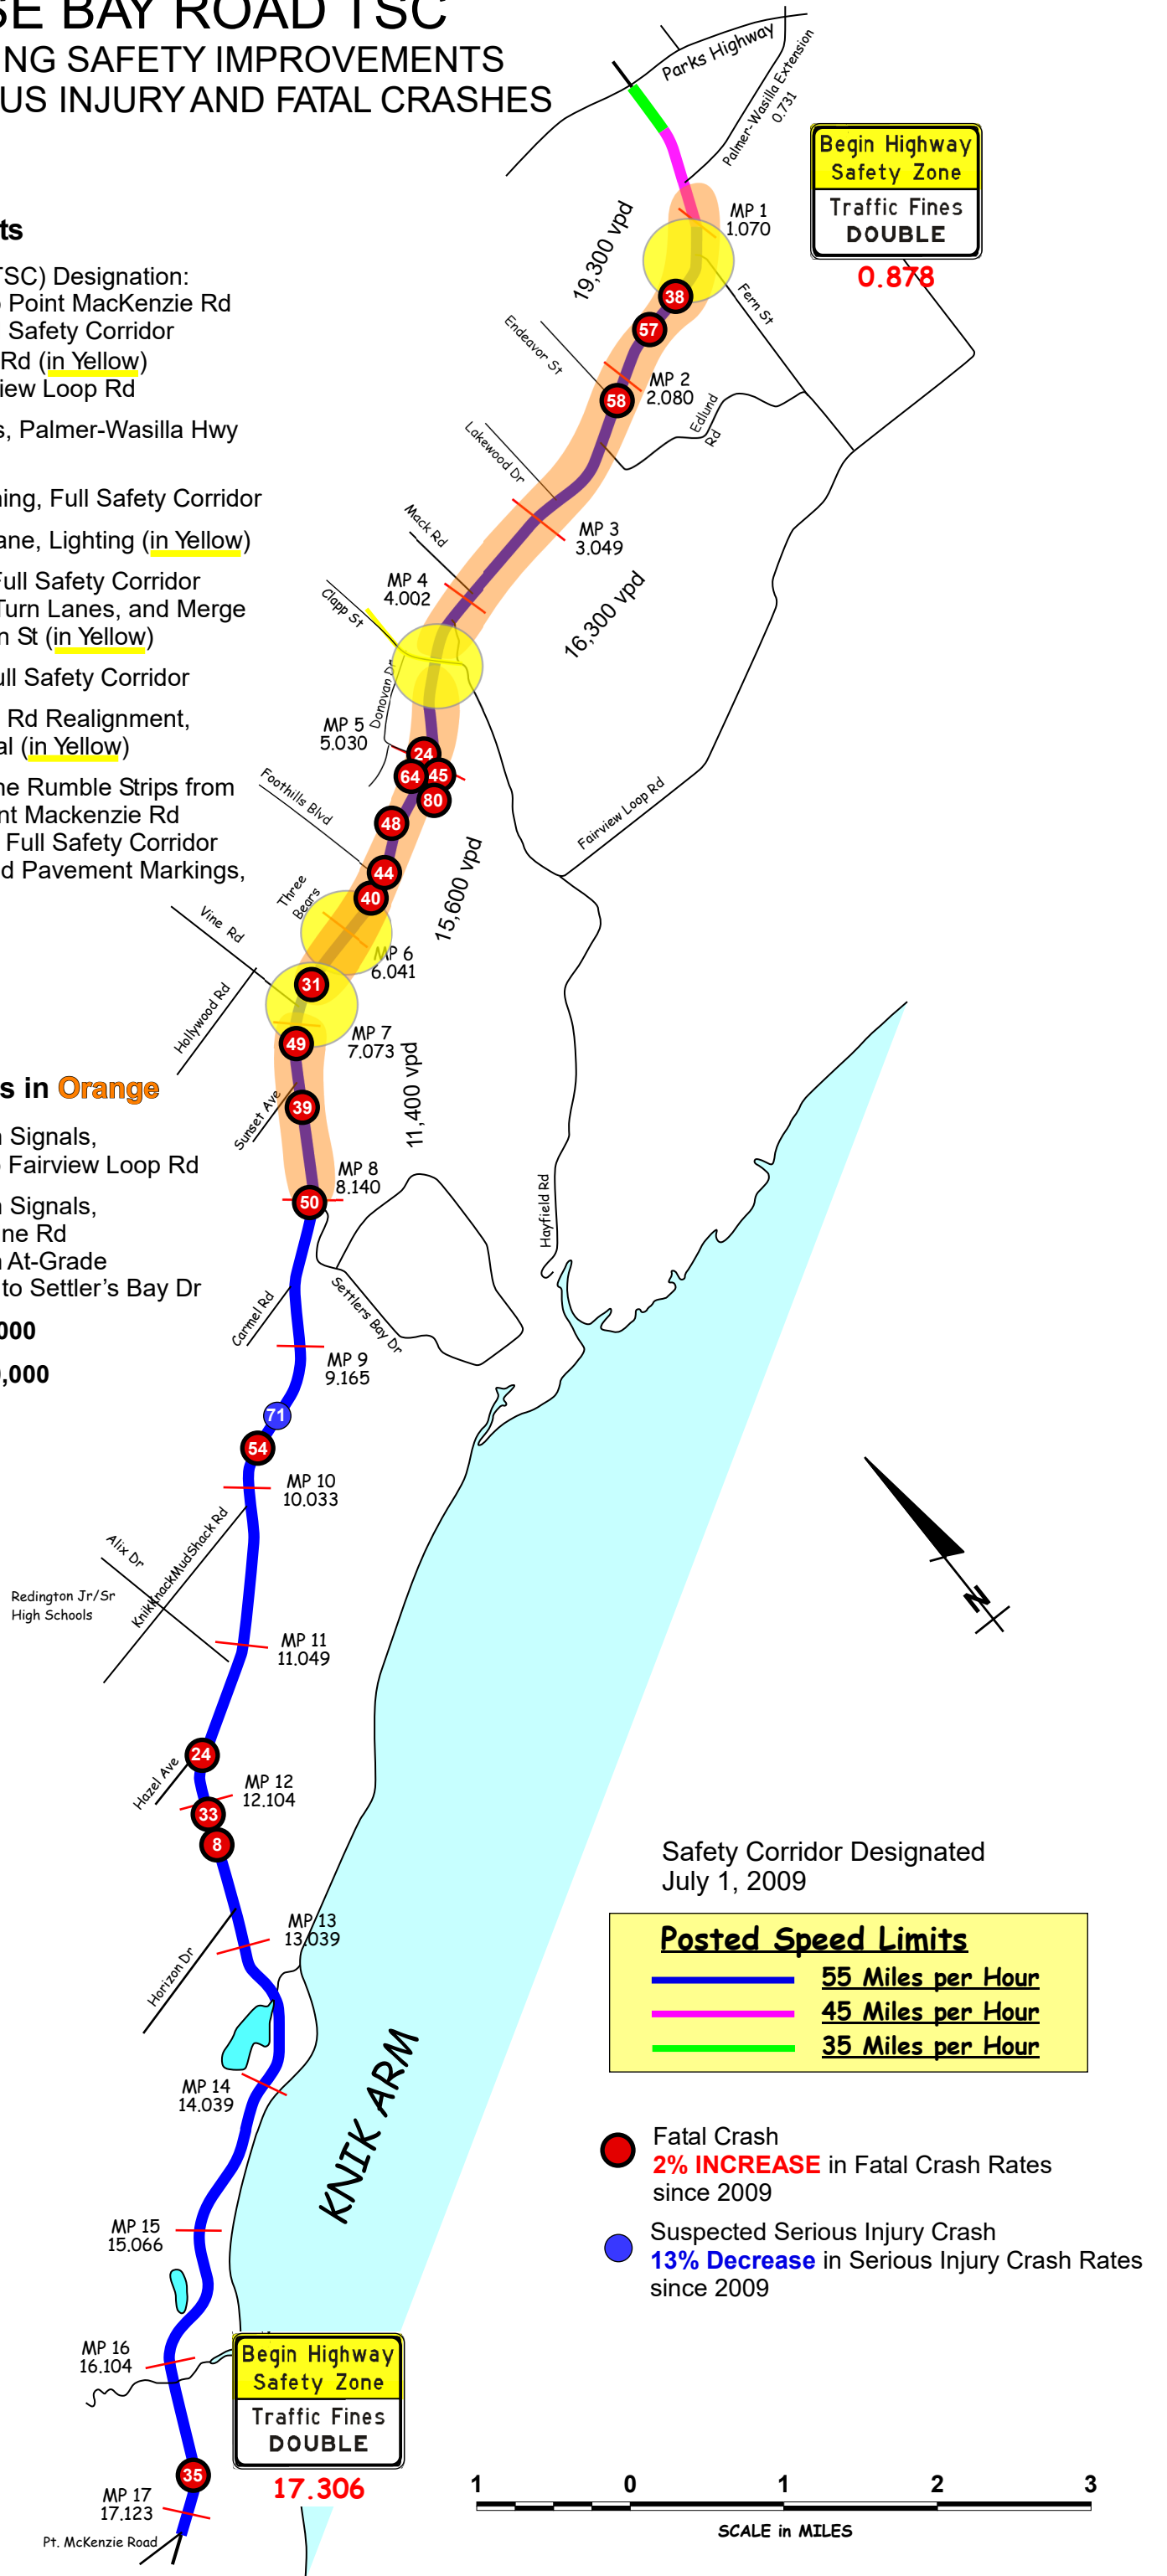 SE BAY ROAD TSC
NG SAFETY IMPROVEMENTS
US INJURY AND FATAL CRASHES
ts
TSC) Designation:
Point MacKenzie Rd
Safety Corridor
Rd (in Yellow)
iew Loop Rd
s, Palmer-Wasilla Hwy
ning, Full Safety Corridor
ane, Lighting (in Yellow)
Full Safety Corridor
Turn Lanes, and Merge
n St (in Yellow)
ull Safety Corridor
Rd Realignment,
al (in Yellow)
ne Rumble Strips from
nt Mackenzie Rd
Full Safety Corridor
d Pavement Markings,
s in Orange
n Signals,
Fairview Loop Rd
n Signals,
ine Rd
n At-Grade
to Settler's Bay Dr
000
0,000
Parks Highway
Palmer-Wasilla Extension
0.731
Begin Highway
Safety Zone
Traffic Fines
DOUBLE
0.878
MP 1
1.070
19,300 vpd
38
57
Fern St
Endeavor St
MP 2
2.080
58
Edlund
Rd
Lakewood Dr
MP 3
3.049
Mack Rd
MP 4
4.002
16,300 vpd
Clapp St
Donovan Dr
MP 5
5.030
24
64
45
80
Foothills Blvd
48
44
40
Fairview Loop Rd
15,600 vpd
Three
Bears
MP 6
6.041
Vine Rd
31
Hollywood Rd
MP 7
7.073
49
11,400 vpd
Sunset Ave
39
MP 8
8.140
50
Hayfield Rd
Settlers Bay Dr
Carmel Rd
MP 9
9.165
71
54
MP 10
10.033
KnikKnackMudShack Rd
Alix Dr
Redington Jr/Sr
High Schools
MP 11
11.049
N
24
Hazel Ave
MP 12
12.104
33
8
MP 13
13.039
Horizon Dr
Safety Corridor Designated
July 1, 2009
Posted Speed Limits
55 Miles per Hour
45 Miles per Hour
35 Miles per Hour
MP 14
14.039
KNIK ARM
Fatal Crash
2% INCREASE in Fatal Crash Rates
since 2009
MP 15
15.066
Suspected Serious Injury Crash
13% Decrease in Serious Injury Crash Rates
since 2009
MP 16
16.104
Begin Highway
Safety Zone
Traffic Fines
DOUBLE
17.306
35
MP 17
17.123
Pt. McKenzie Road
1 0 1 2 3
SCALE in MILES